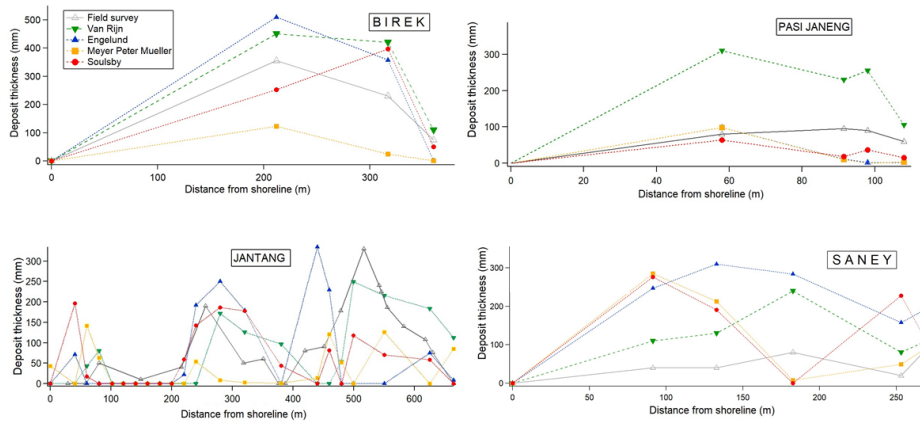 BIREK
Field survey
Van Rijn
Engelund
Meyer Peter Mueller
Soulsby
Deposit thickness (mm)
500
400
300
200
100
0
0
200
300
Distance from shoreline (m)
PASI JANENG
Deposit thickness (mm)
300
200
100
0
0
20
40
60
80
100
Distance from shoreline (m)
JANTANG
Deposit thickness (mm)
300
250
200
150
100
50
0
0
100
200
300
400
500
600
Distance from shoreline (m)
SANEY
Deposit thickness (mm)
300
200
100
0
0
50
100
150
200
250
Distance from shoreline (m)